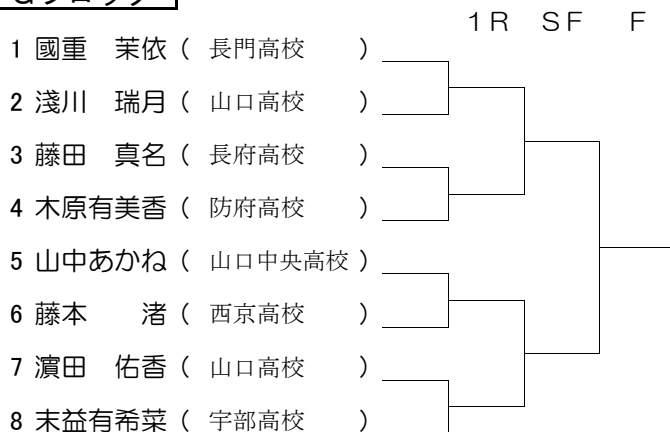 1R SF F
1 國重 茉依 ( 長門高校 )
2 淺川 瑞月 ( 山口高校 )
3 藤田 真名 ( 長府高校 )
4 木原有美香 ( 防府高校 )
5 山中あかね ( 山口中央高校 )
6 藤本 渚 ( 西京高校 )
7 濵田 佑香 ( 山口高校 )
8 末益有希菜 ( 宇部高校 )